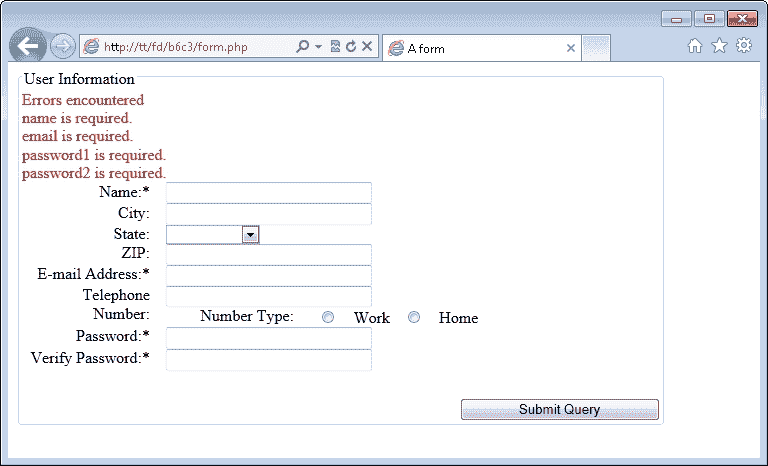 http://tt/fd/b6c3/form.php
A form
User Information
Errors encountered
name is required.
email is required.
password1 is required.
password2 is required.
Name:*
City:
State:
ZIP:
E-mail Address:*
Telephone
Number:
Number Type: Work Home
Password:*
Verify Password:*
Submit Query